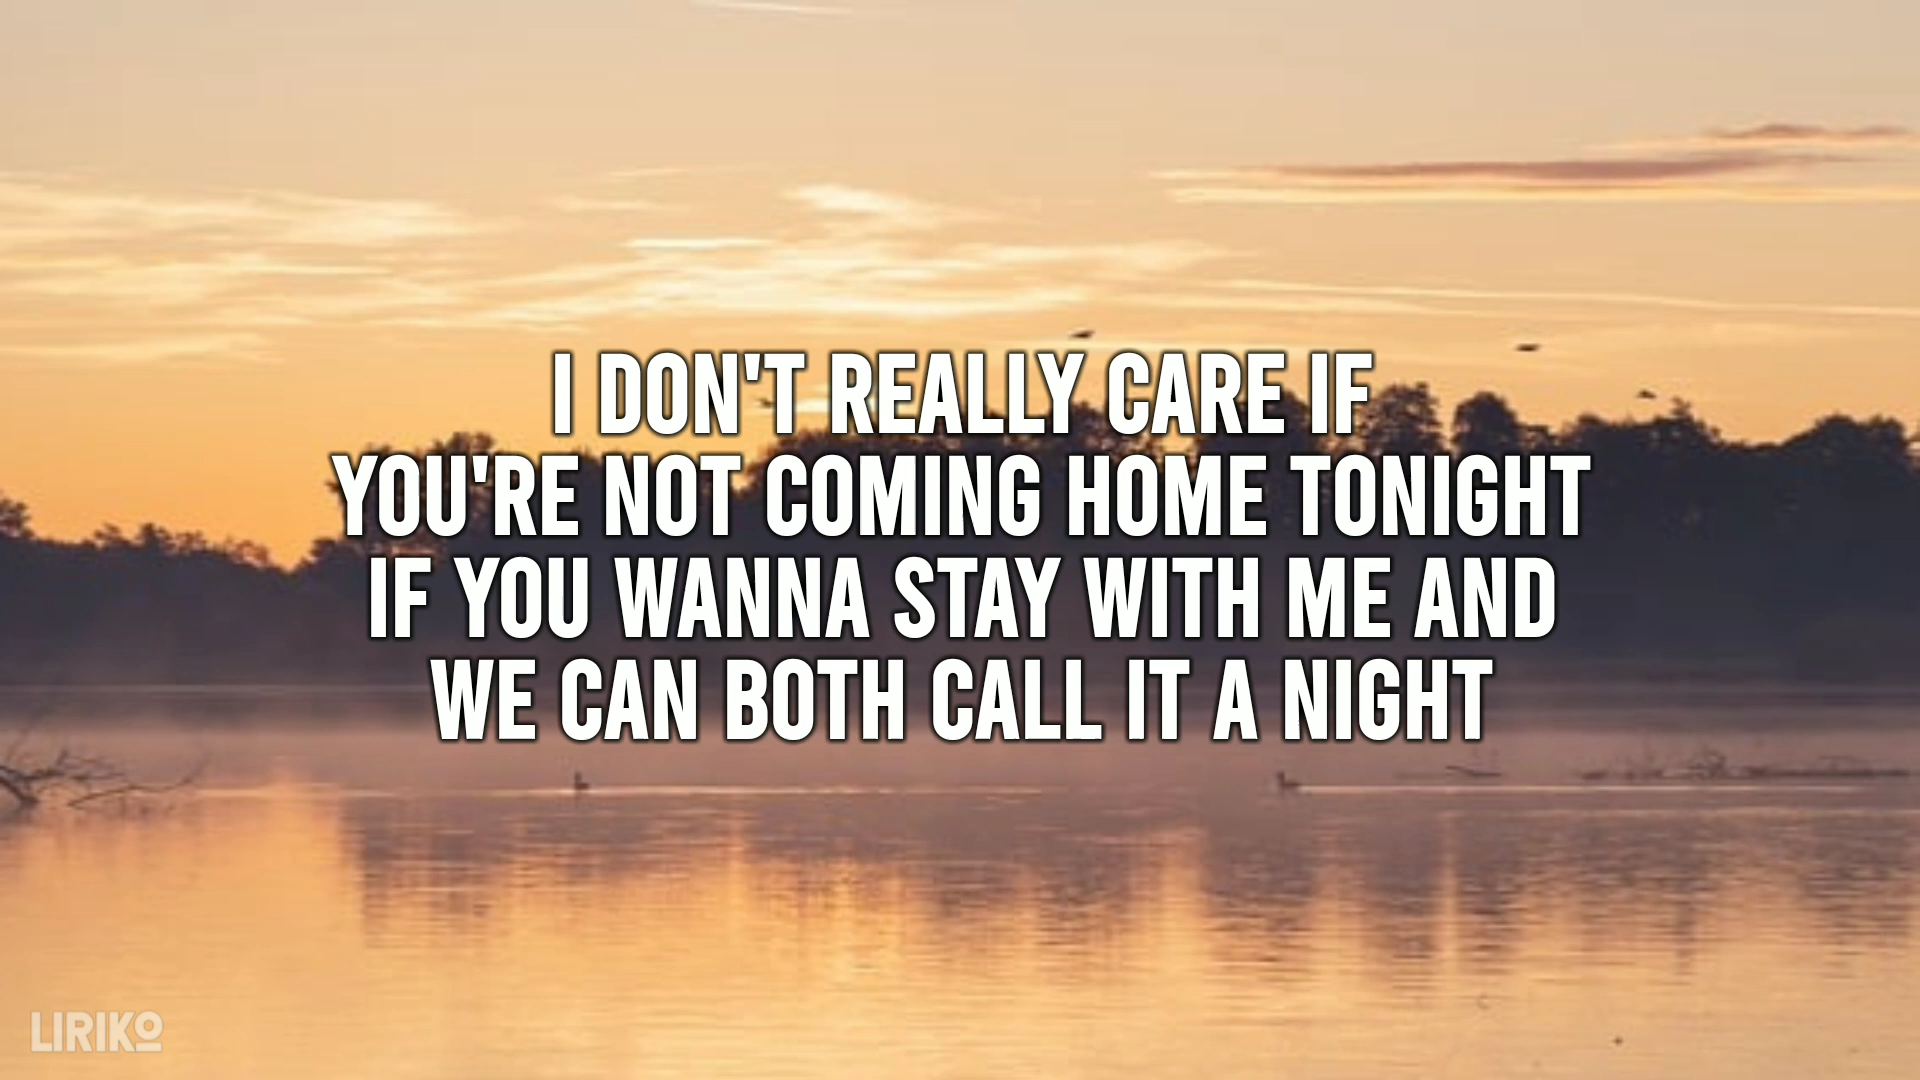 I DON'T REALLY CARE IF
YOU'RE NOT COMING HOME TONIGHT
IF YOU WANNA STAY WITH ME AND
WE CAN BOTH CALL IT A NIGHT
LIRIKO